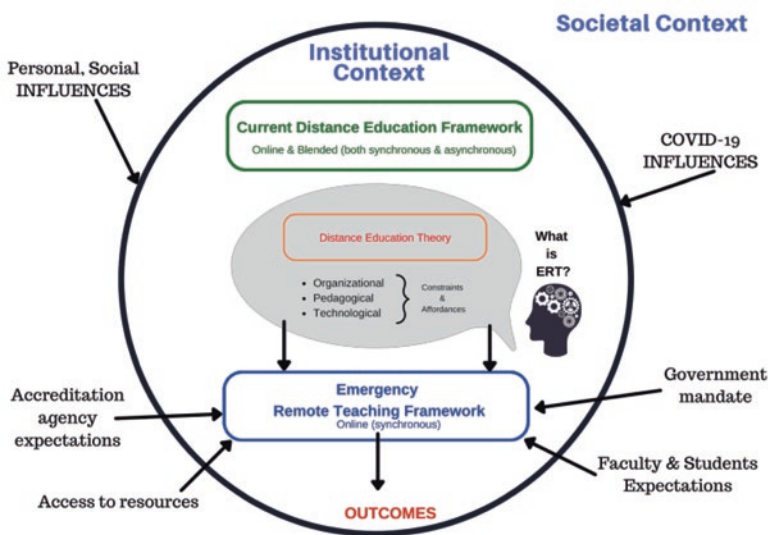 Societal Context
Institutional
Context
Personal, Social
INFLUENCES
Current Distance Education Framework
Online & Blended (both synchronous & asynchronous)
COVID-19
INFLUENCES
Distance Education Theory
What
is
ERT?
• Organizational
• Pedagogical
• Technological
Constraints
&
Affordances
Emergency
Remote Teaching Framework
Online (synchronous)
Government
mandate
Accreditation
agency
expectations
Faculty & Students
Expectations
Access to resources
OUTCOMES